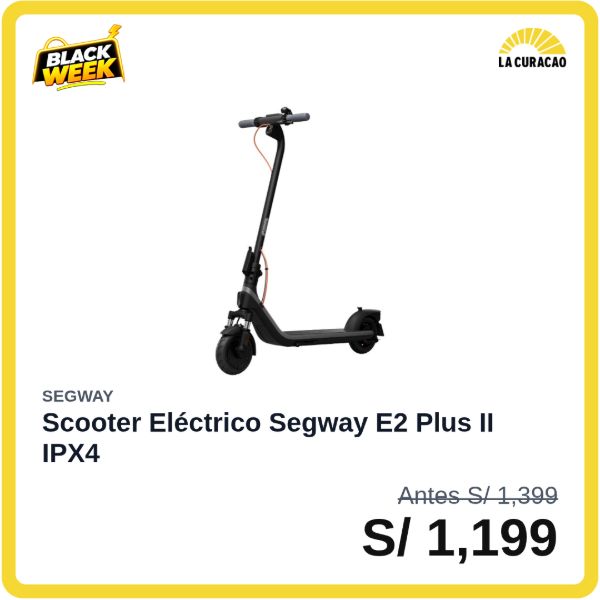 BLACK
WEEK
LA CURACAO
SEGWAY
Scooter Eléctrico Segway E2 Plus II
IPX4
Antes S/ 1,399
S/ 1,199